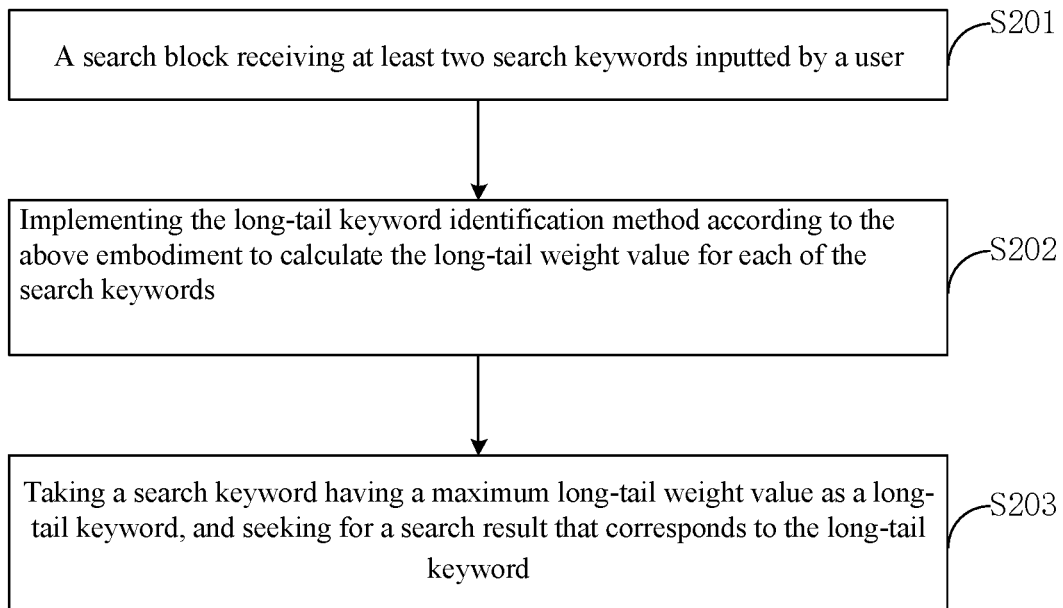 A search block receiving at least two search keywords inputted by a user
S201
Implementing the long-tail keyword identification method according to the
above embodiment to calculate the long-tail weight value for each of the
search keywords
S202
Taking a search keyword having a maximum long-tail weight value as a long-
tail keyword, and seeking for a search result that corresponds to the long-tail
keyword
S203